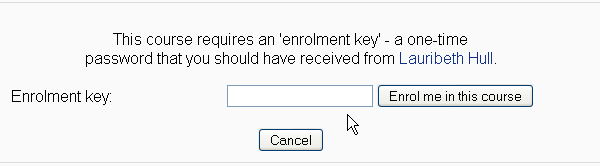 This course requires an 'enrolment key' - a one-time
password that you should have received from Lauribeth Hull.
Enrolment key: Enrol me in this course
Cancel